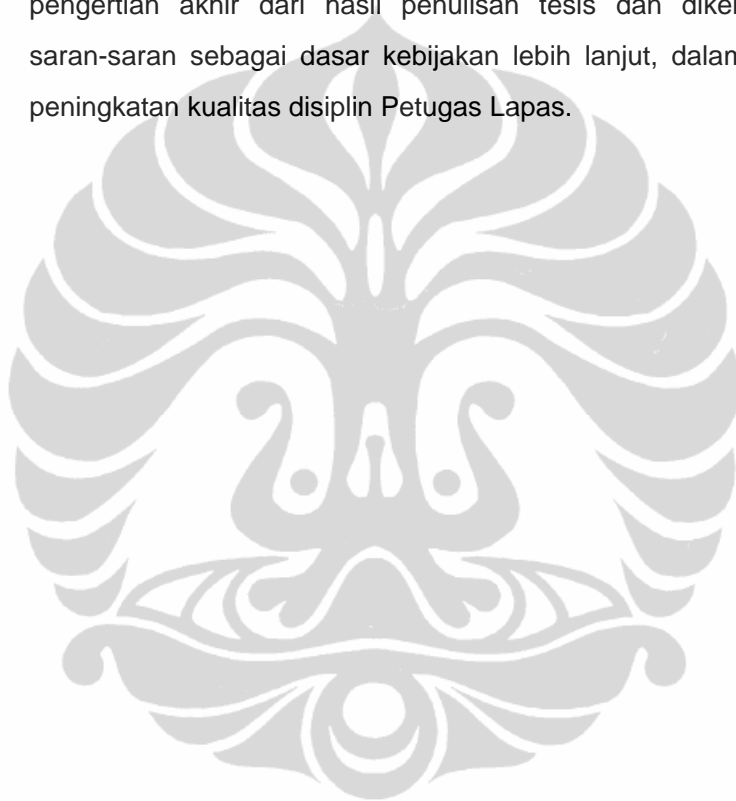 pengertian akhir dari hasil penulisan tesis dan dikem
saran-saran sebagai dasar kebijakan lebih lanjut, dalam
peningkatan kualitas disiplin Petugas Lapas.